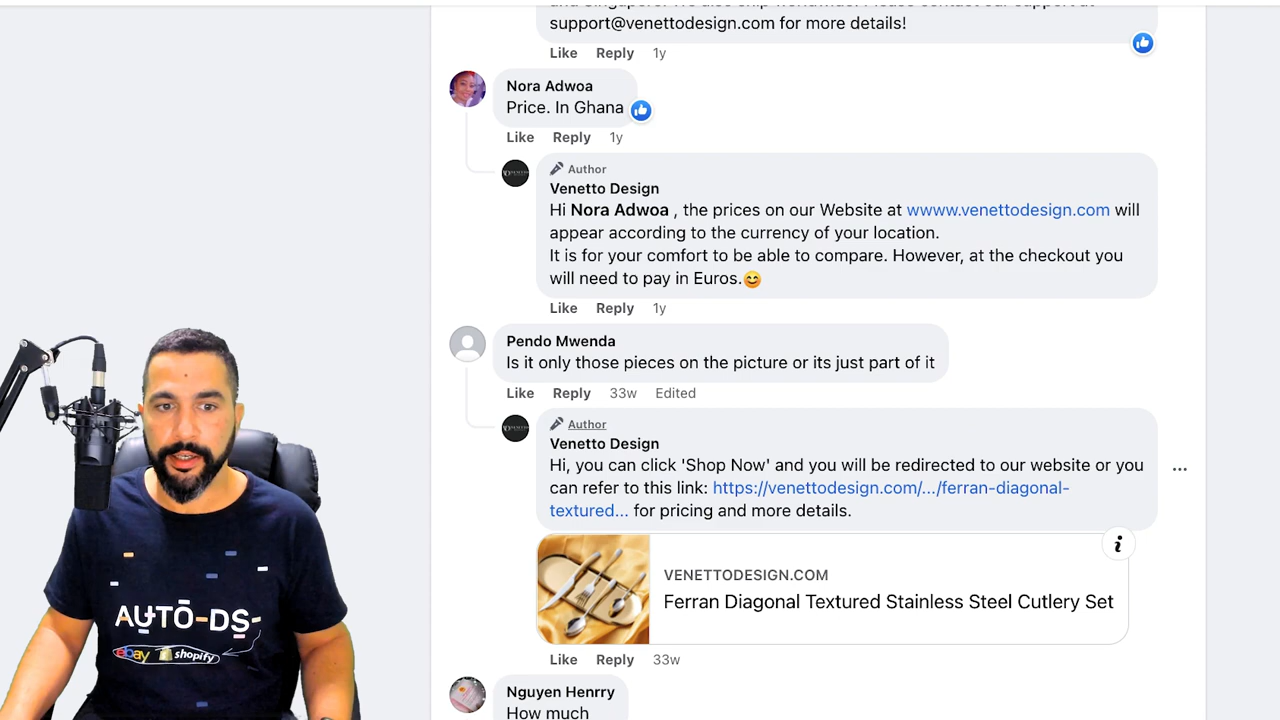 support@venettodesign.com for more details!
Like Reply 1y
Nora Adwoa
Price. In Ghana
Like Reply 1y
Author
Venetto Design
Hi Nora Adwoa , the prices on our Website at wwww.venettodesign.com will
appear according to the currency of your location.
It is for your comfort to be able to compare. However, at the checkout you
will need to pay in Euros.😊
Like Reply 1y
Pendo Mwenda
Is it only those pieces on the picture or its just part of it
Like Reply 33w Edited
Author
Venetto Design
Hi, you can click 'Shop Now' and you will be redirected to our website or you
can refer to this link: https://venettodesign.com/.../ferran-diagonal-
textured... for pricing and more details.
VENETTODESIGN.COM
Ferran Diagonal Textured Stainless Steel Cutlery Set
Like Reply 33w
Nguyen Henrry
How much
AUTO-DS
ebay shopify